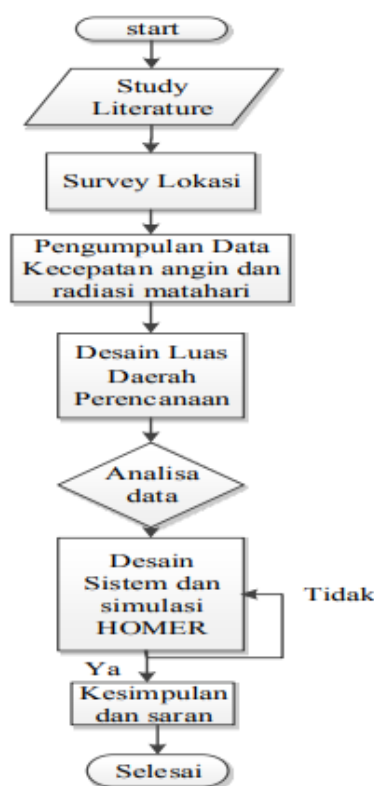 start
Study
Literature
Survey Lokasi
Pengumpulan Data
Kecepatan angin dan
radiasi matahari
Desain Luas
Daerah
Perencanaan
Analisa
data
Desain
Sistem dan
simulasi
HOMER
Tidak
Ya
Kesimpulan
dan saran
Selesai